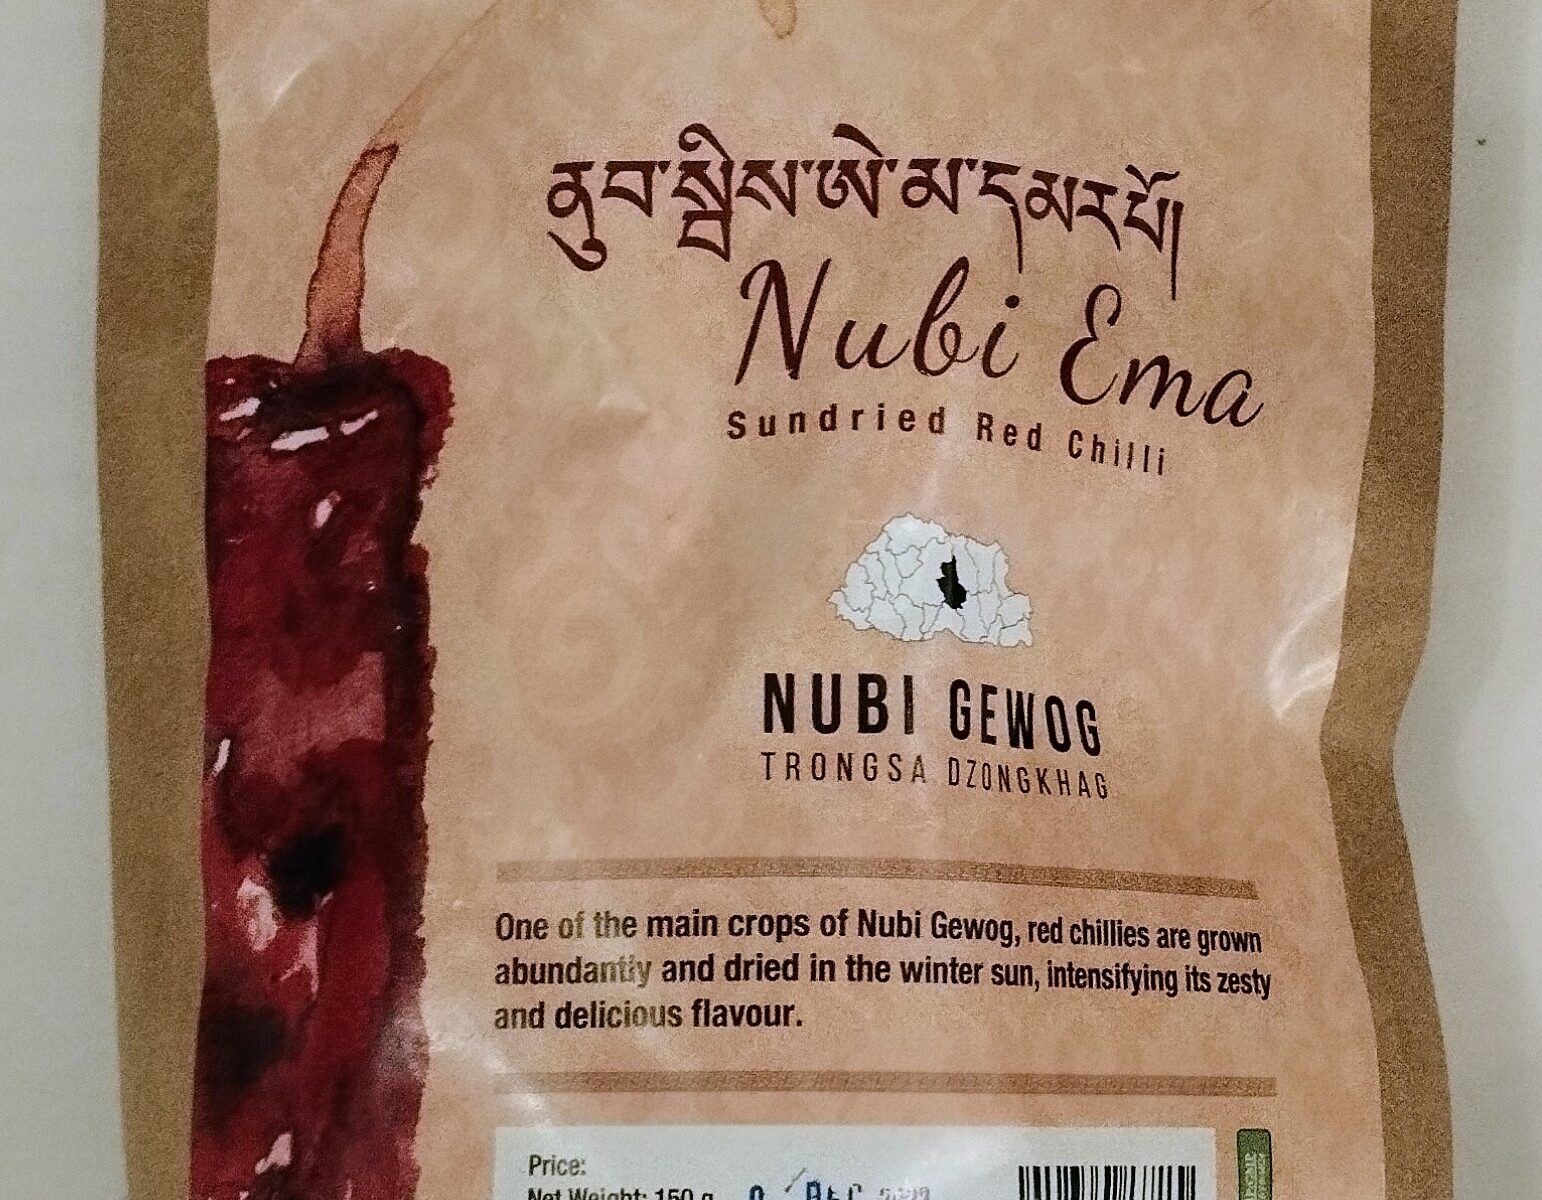 ནུབ་སྦིས་ཨེ་མ་དམརཔོ།
Nubi Ema
Sundried Red Chilli
NUBI GEWOG
TRONGSA DZONGKHAG
One of the main crops of Nubi Gewog, red chillies are grown
abundantly and dried in the winter sun, intensifying its zesty
and delicious flavour.
Price:
Net Weight: 150 g